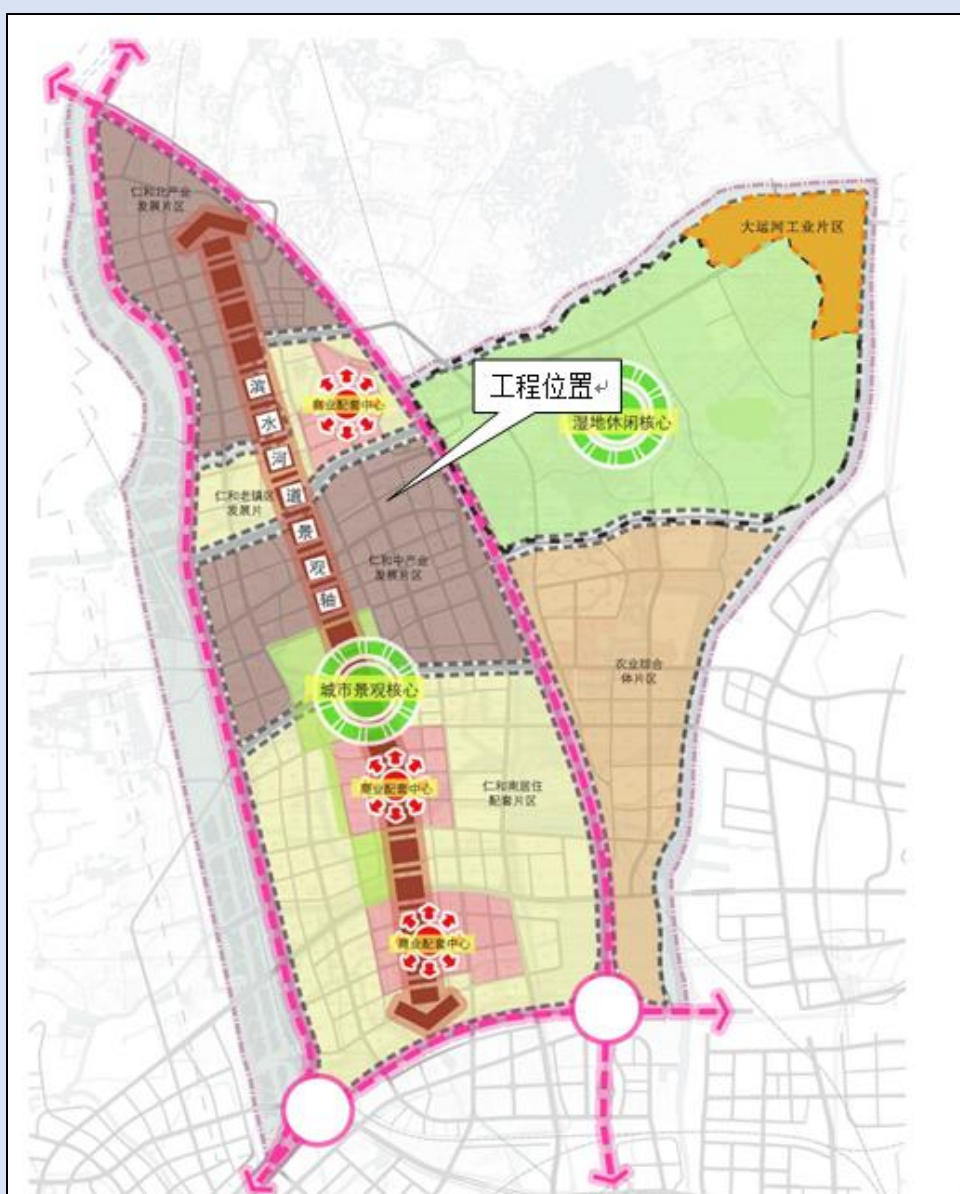 仁和北产业
发展片区
大运河工业片区
工程位置
商业配套中心
湿地休闲核心
滨
水
河
道
景
观
轴
仁和老镇区
发展片
仁和中产业
发展片区
农业综合
体片区
城市景观核心
商业配套中心
仁和南居住
配套片区
商业配套中心